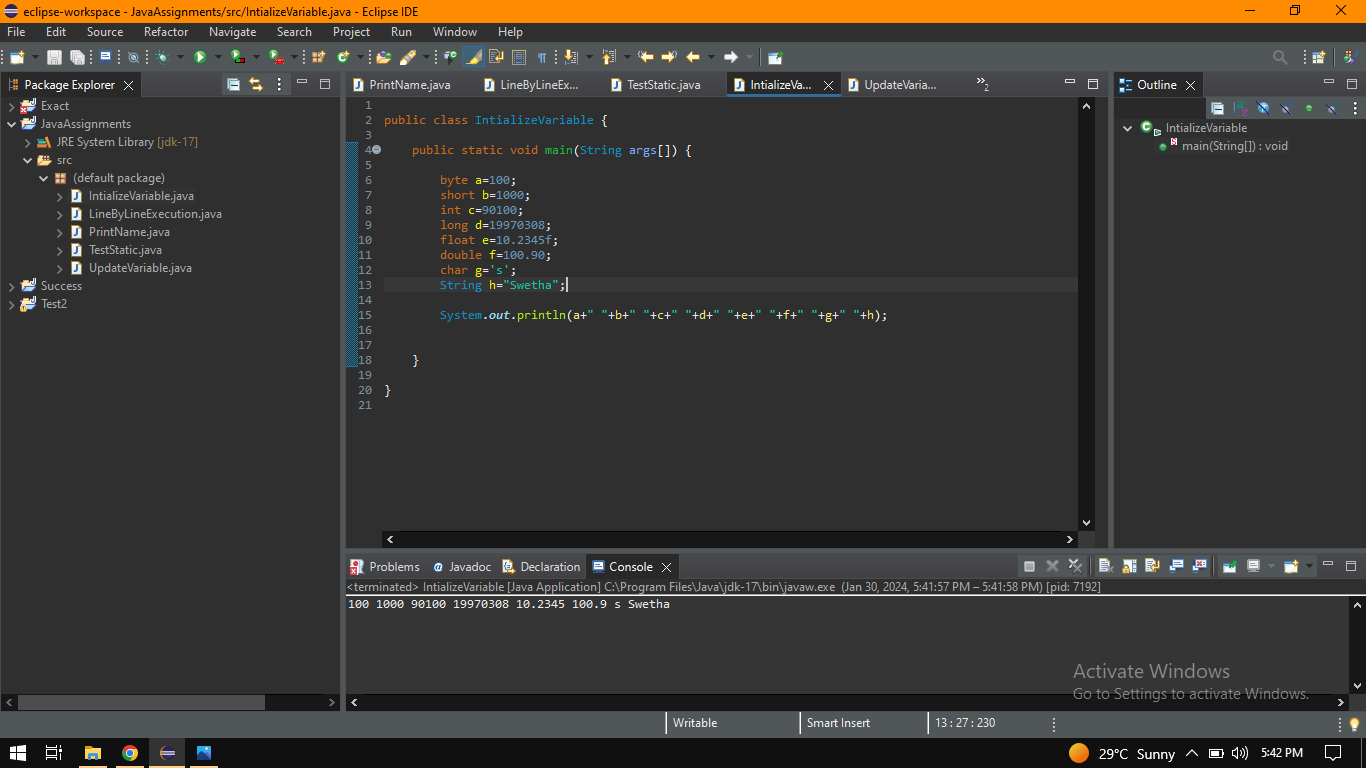 eclipse-workspace - JavaAssignments/src/IntializeVariable.java - Eclipse IDE
File Edit Source Refactor Navigate Search Project Run Window Help
Package Explorer
Exact
JavaAssignments
JRE System Library [jdk-17]
src
(default package)
IntializeVariable.java
LineByLineExecution.java
PrintName.java
TestStatic.java
UpdateVariable.java
Success
Test2
PrintName.java LineByLineEx... TestStatic.java IntializeVa... UpdateVaria... »2
1
2 public class IntializeVariable {
3
4 public static void main(String args[]) {
5
6 byte a=100;
7 short b=1000;
8 int c=90100;
9 long d=19970308;
10 float e=10.2345f;
11 double f=100.90;
12 char g='s';
13 String h="Swetha";
14
15 System.out.println(a+" "+b+" "+c+" "+d+" "+e+" "+f+" "+g+" "+h);
16
17
18 }
19
20 }
21
Outline
IntializeVariable
main(String[]) : void
Problems @ Javadoc Declaration Console
<terminated> IntializeVariable [Java Application] C:\Program Files\Java\jdk-17\bin\javaw.exe (Jan 30, 2024, 5:41:57 PM – 5:41:58 PM) [pid: 7192]
100 1000 90100 19970308 10.2345 100.9 s Swetha
Activate Windows
Go to Settings to activate Windows.
Writable Smart Insert 13 : 27 : 230
29°C Sunny 5:42 PM